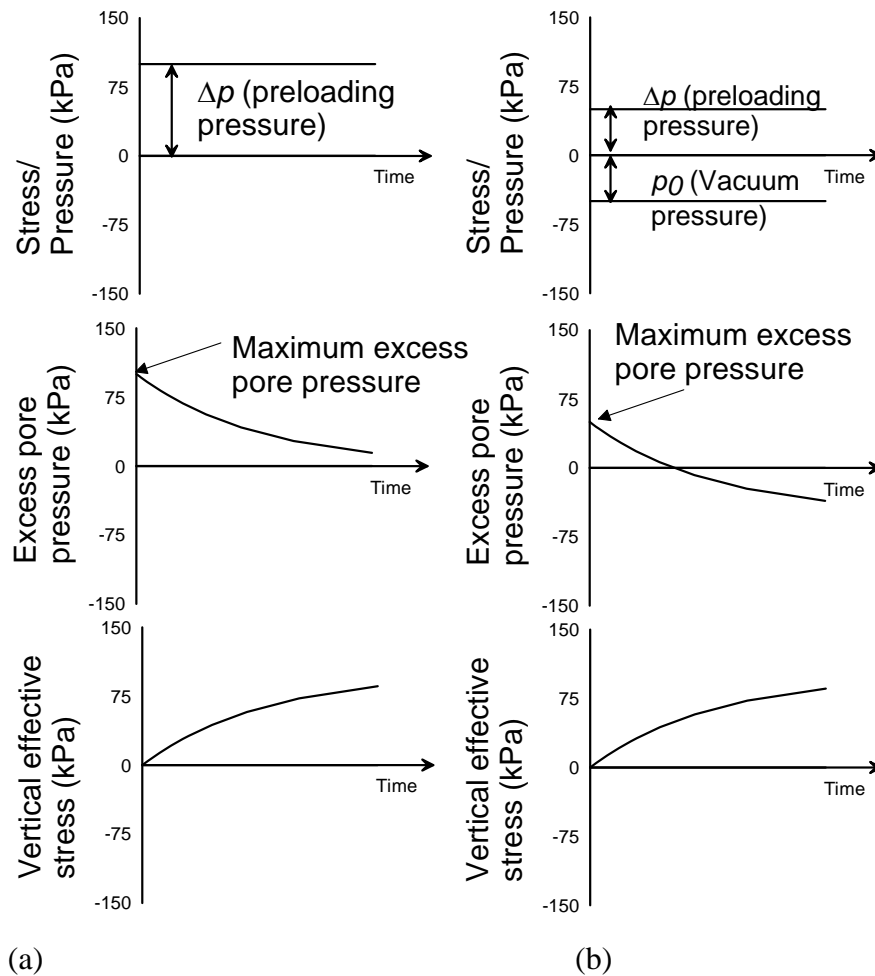 150
75
0
-75
-150
Stress/
Pressure (kPa)
Δp (preloading
pressure)
Time
150
75
0
-75
-150
Stress/
Pressure (kPa)
Δp (preloading
pressure)
Time
p0 (Vacuum
pressure)
150
75
0
-75
-150
Excess pore
pressure (kPa)
Maximum excess
pore pressure
Time
150
75
0
-75
-150
Excess pore
pressure (kPa)
Maximum excess
pore pressure
Time
150
75
0
-75
-150
Vertical effective
stress (kPa)
Time
150
75
0
-75
-150
Vertical effective
stress (kPa)
Time
(a)
(b)